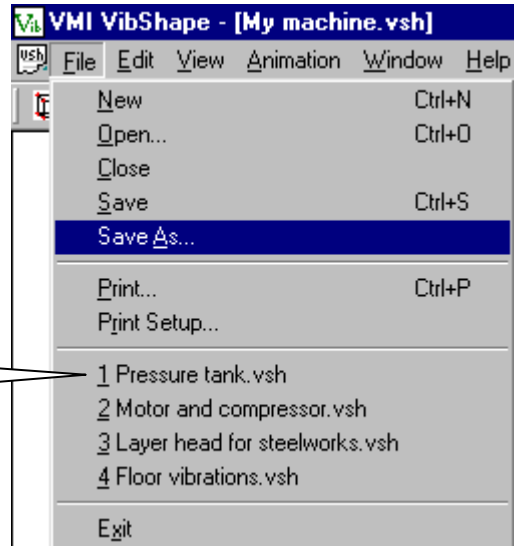 VMI VibShape - [My machine.vsh]
File Edit View Animation Window Help
New Ctrl+N
Open... Ctrl+O
Close
Save Ctrl+S
Save As...
Print... Ctrl+P
Print Setup...
1 Pressure tank.vsh
2 Motor and compressor.vsh
3 Layer head for steelworks.vsh
4 Floor vibrations.vsh
Exit